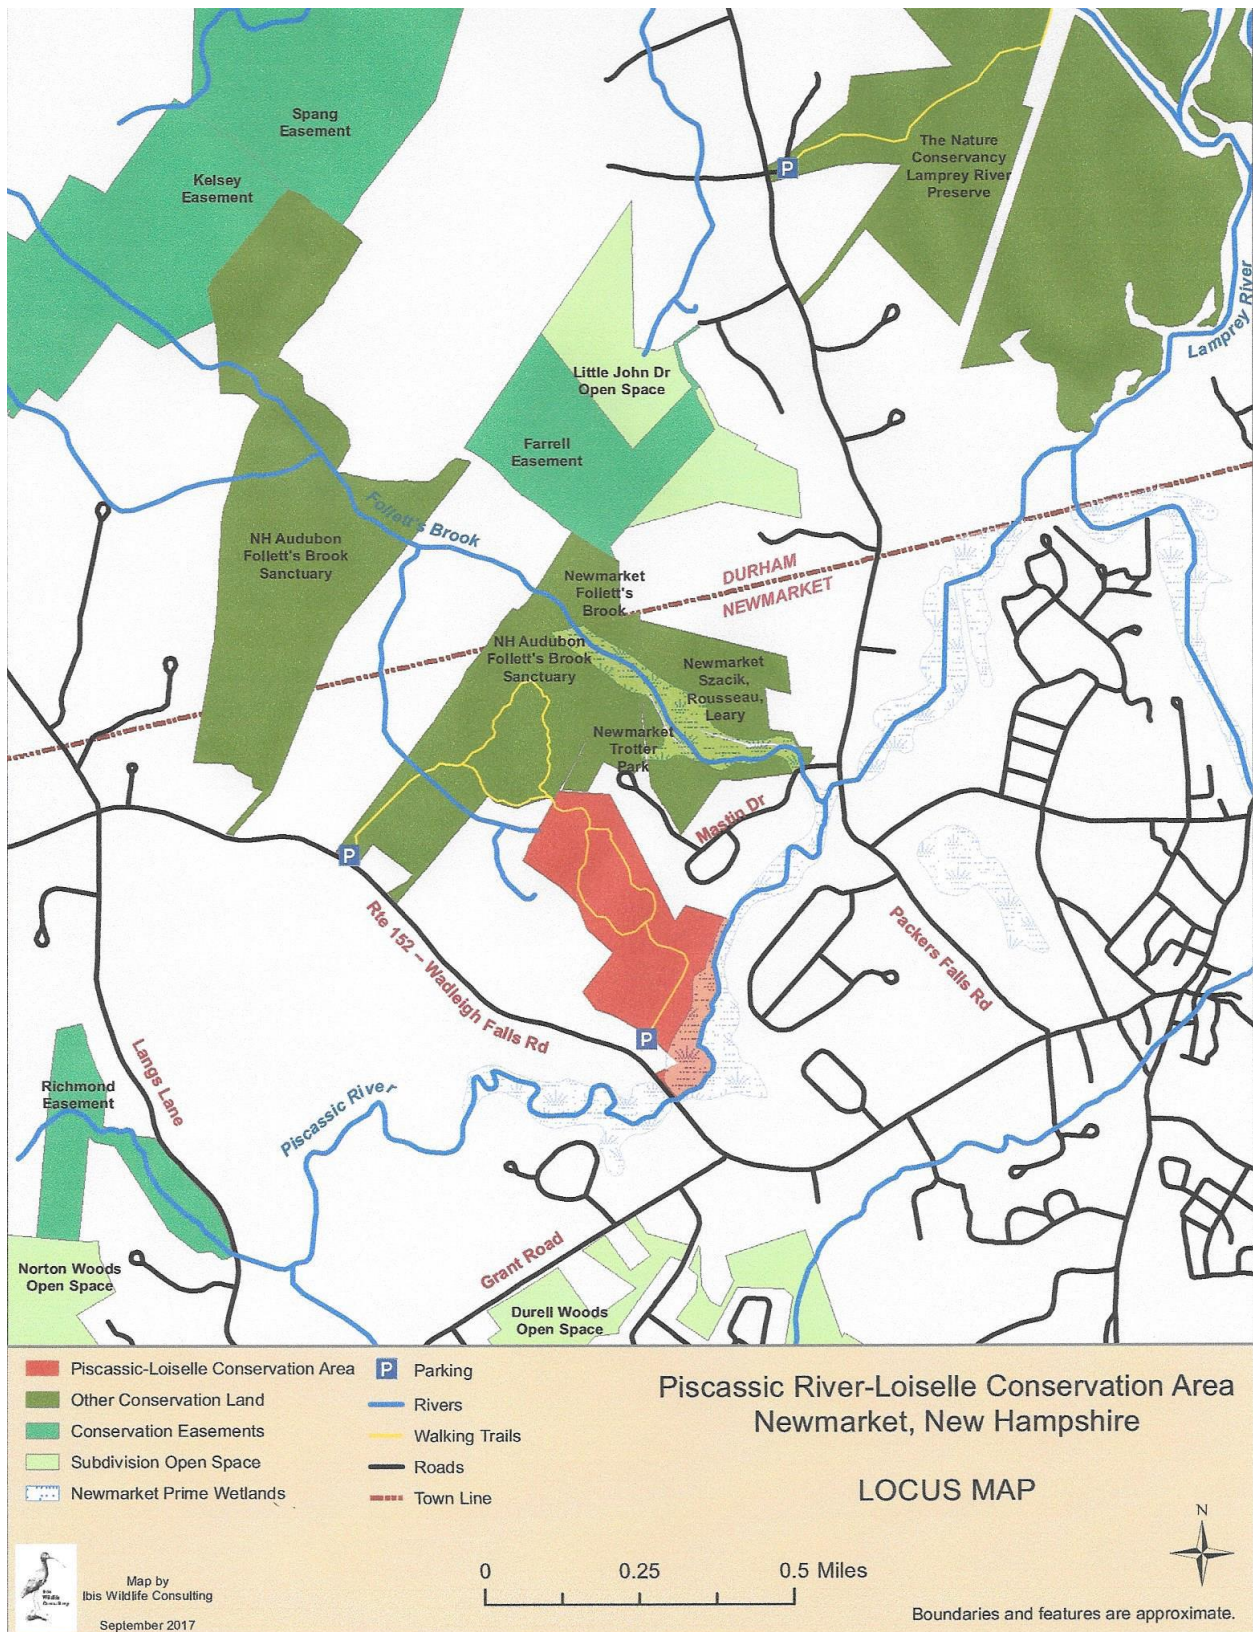 Spang
Easement
Kelsey
Easement
P
The Nature
Conservancy
Lamprey River
Preserve
Lamprey River
Little John Dr
Open Space
Farrell
Easement
Follett's Brook
NH Audubon
Follett's Brook
Sanctuary
DURHAM
NEWMARKET
Newmarket
Follett's
Brook
NH Audubon
Follett's Brook
Sanctuary
Newmarket
Szacik,
Rousseau,
Leary
Newmarket
Trotter
Park
Mastin Dr
P
Rte 152 – Wadleigh Falls Rd
Packers Falls Rd
P
Langs Lane
Richmond
Easement
Piscassic River
Grant Road
Norton Woods
Open Space
Durell Woods
Open Space
Piscassic-Loiselle Conservation Area
Other Conservation Land
Conservation Easements
Subdivision Open Space
Newmarket Prime Wetlands
P Parking
Rivers
Walking Trails
Roads
Town Line
Piscassic River-Loiselle Conservation Area
Newmarket, New Hampshire
LOCUS MAP
N
Ibis
Wildlife
Consulting
Map by
Ibis Wildlife Consulting
September 2017
0 0.25 0.5 Miles
Boundaries and features are approximate.